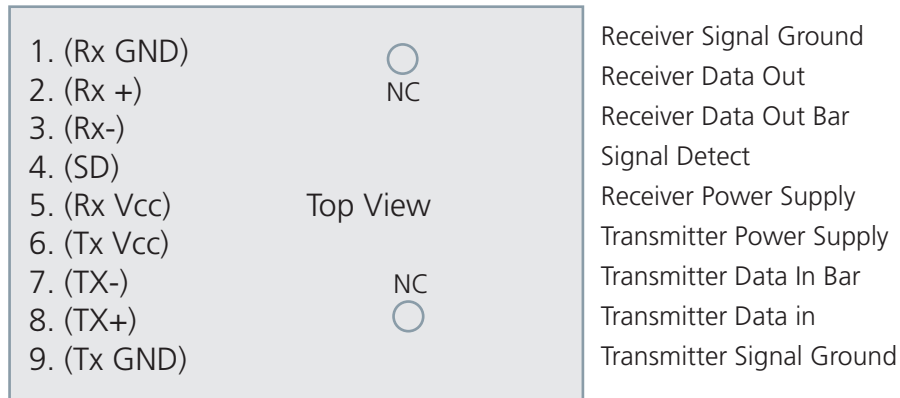 1. (Rx GND)
2. (Rx +)
NC
3. (Rx-)
4. (SD)
5. (Rx Vcc)
Top View
6. (Tx Vcc)
7. (TX-)
NC
8. (TX+)
9. (Tx GND)
Receiver Signal Ground
Receiver Data Out
Receiver Data Out Bar
Signal Detect
Receiver Power Supply
Transmitter Power Supply
Transmitter Data In Bar
Transmitter Data in
Transmitter Signal Ground